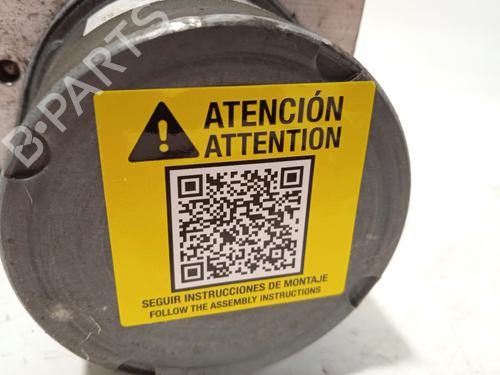 B-PARTS
ATENCIÓN
ATTENTION
SEGUIR INSTRUCCIONES DE MONTAJE
FOLLOW THE ASSEMBLY INSTRUCTIONS